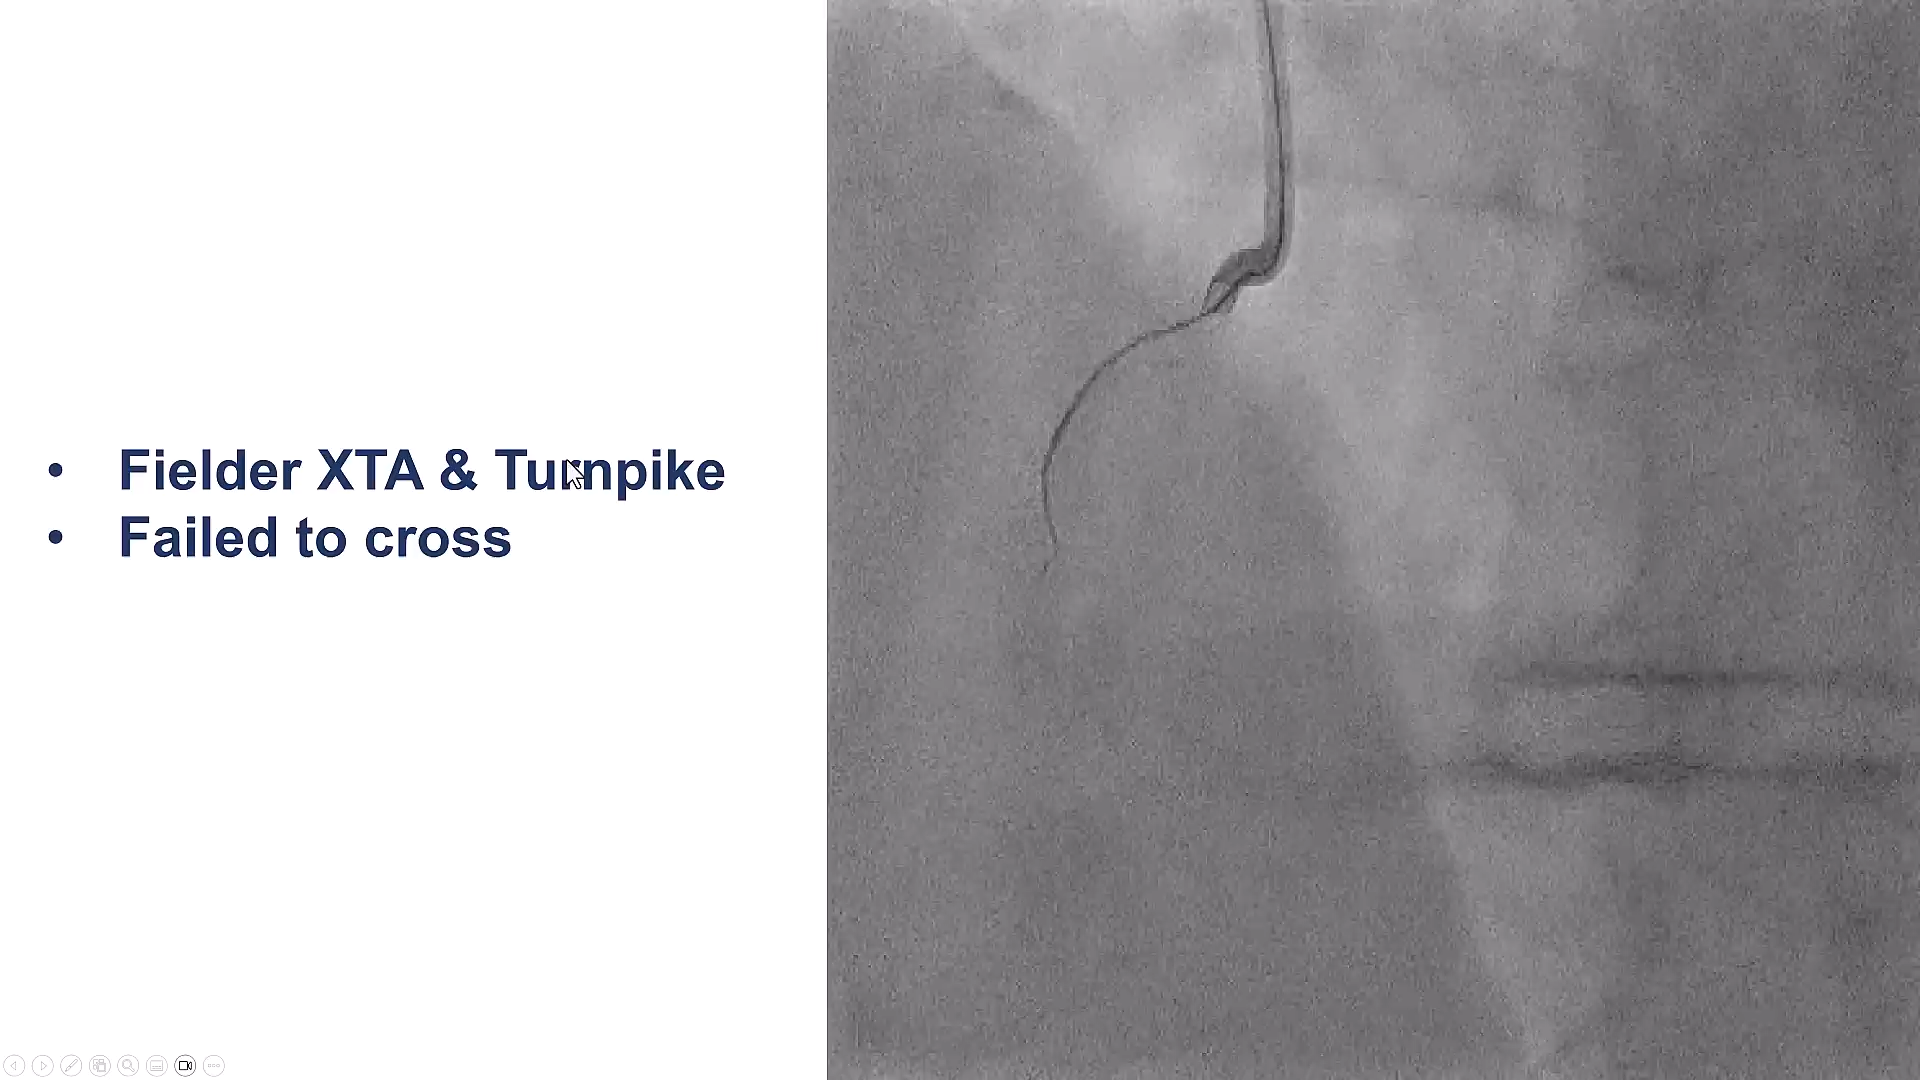 • Fielder XTA & Turnpike
• Failed to cross